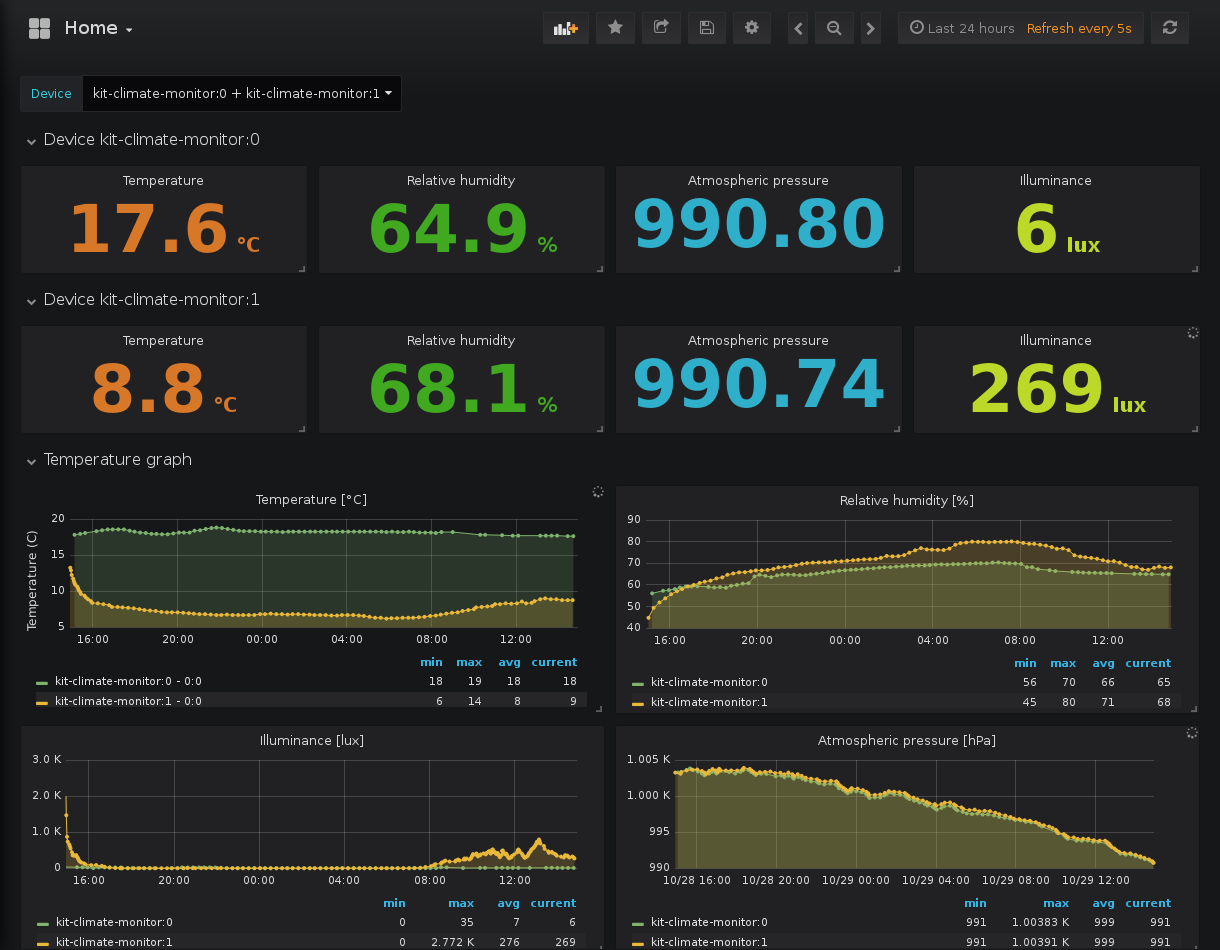 Home
Last 24 hours Refresh every 5s
Device kit-climate-monitor:0 + kit-climate-monitor:1
Device kit-climate-monitor:0
Temperature Relative humidity Atmospheric pressure Illuminance
17.6 °C 64.9 % 990.80 6 lux
Device kit-climate-monitor:1
Temperature Relative humidity Atmospheric pressure Illuminance
8.8 °C 68.1 % 990.74 269 lux
Temperature graph
Temperature [°C]
Temperature (C)
20
15
10
5
16:00 20:00 00:00 04:00 08:00 12:00
min max avg current
kit-climate-monitor:0 - 0:0 18 19 18 18
kit-climate-monitor:1 - 0:0 6 14 8 9
Relative humidity [%]
90
80
70
60
50
40
16:00 20:00 00:00 04:00 08:00 12:00
min max avg current
kit-climate-monitor:0 56 70 66 65
kit-climate-monitor:1 45 80 71 68
Illuminance [lux]
3.0 K
2.0 K
1.0 K
0
16:00 20:00 00:00 04:00 08:00 12:00
min max avg current
kit-climate-monitor:0 0 35 7 6
kit-climate-monitor:1 0 2.772 K 276 269
Atmospheric pressure [hPa]
1.005 K
1.000 K
995
990
10/28 16:00 10/28 20:00 10/29 00:00 10/29 04:00 10/29 08:00 10/29 12:00
min max avg current
kit-climate-monitor:0 991 1.00383 K 999 991
kit-climate-monitor:1 991 1.00391 K 999 991